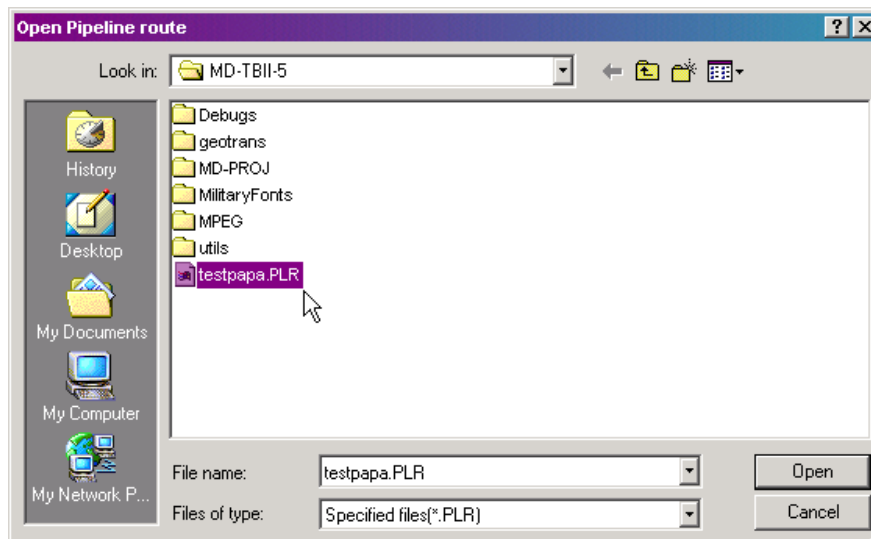 Open Pipeline route
Look in: MD-TBII-5
Debugs
geotrans
MD-PROJ
MilitaryFonts
MPEG
utils
testpapa.PLR
History
Desktop
My Documents
My Computer
My Network P...
File name: testpapa.PLR Open
Files of type: Specified files(*.PLR) Cancel